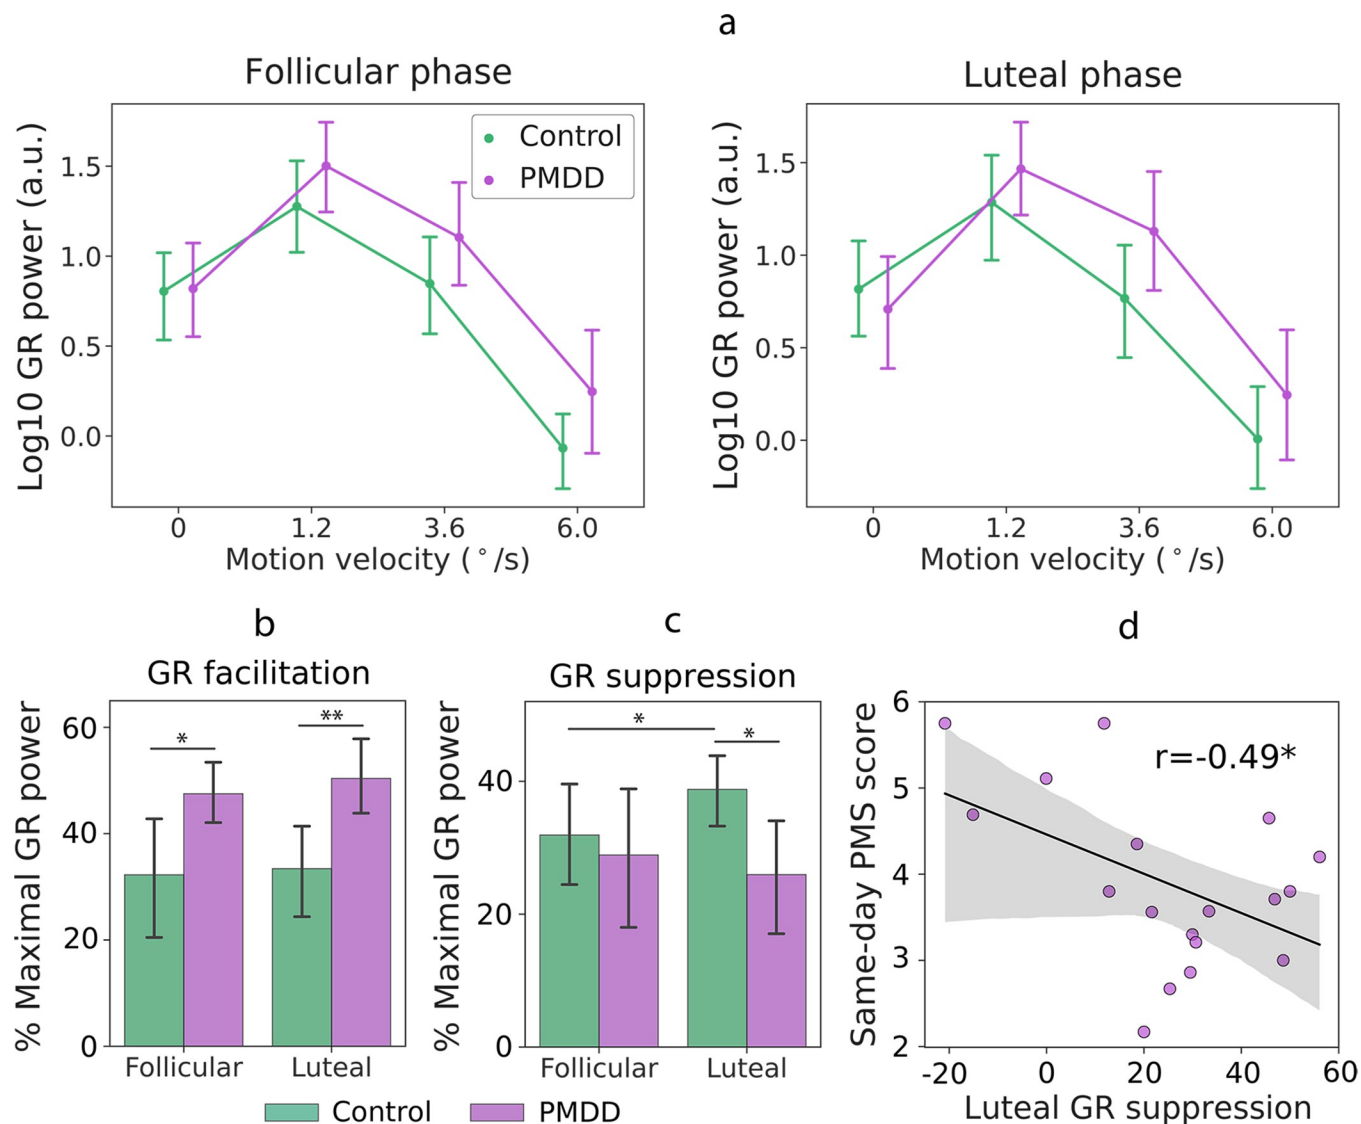 a
Follicular phase
Luteal phase
Log10 GR power (a.u.)
1.5
1.0
0.5
0.0
Control
PMDD
0 1.2 3.6 6.0
Motion velocity (°/s)
Log10 GR power (a.u.)
1.5
1.0
0.5
0.0
0 1.2 3.6 6.0
Motion velocity (°/s)
b
GR facilitation
% Maximal GR power
60
40
20
0
* **
Follicular Luteal
c
GR suppression
% Maximal GR power
40
20
0
* *
Follicular Luteal
Control PMDD
d
Same-day PMS score
6
5
4
3
2
r=-0.49*
-20 0 20 40 60
Luteal GR suppression